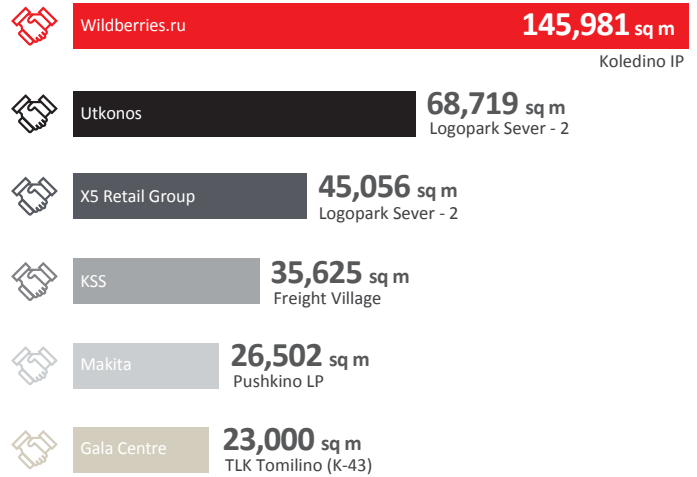 Wildberries.ru
145,981 sq m
Koledino IP
Utkonos
68,719 sq m
Logopark Sever - 2
X5 Retail Group
45,056 sq m
Logopark Sever - 2
KSS
35,625 sq m
Freight Village
Makita
26,502 sq m
Pushkino LP
Gala Centre
23,000 sq m
TLK Tomilino (K-43)